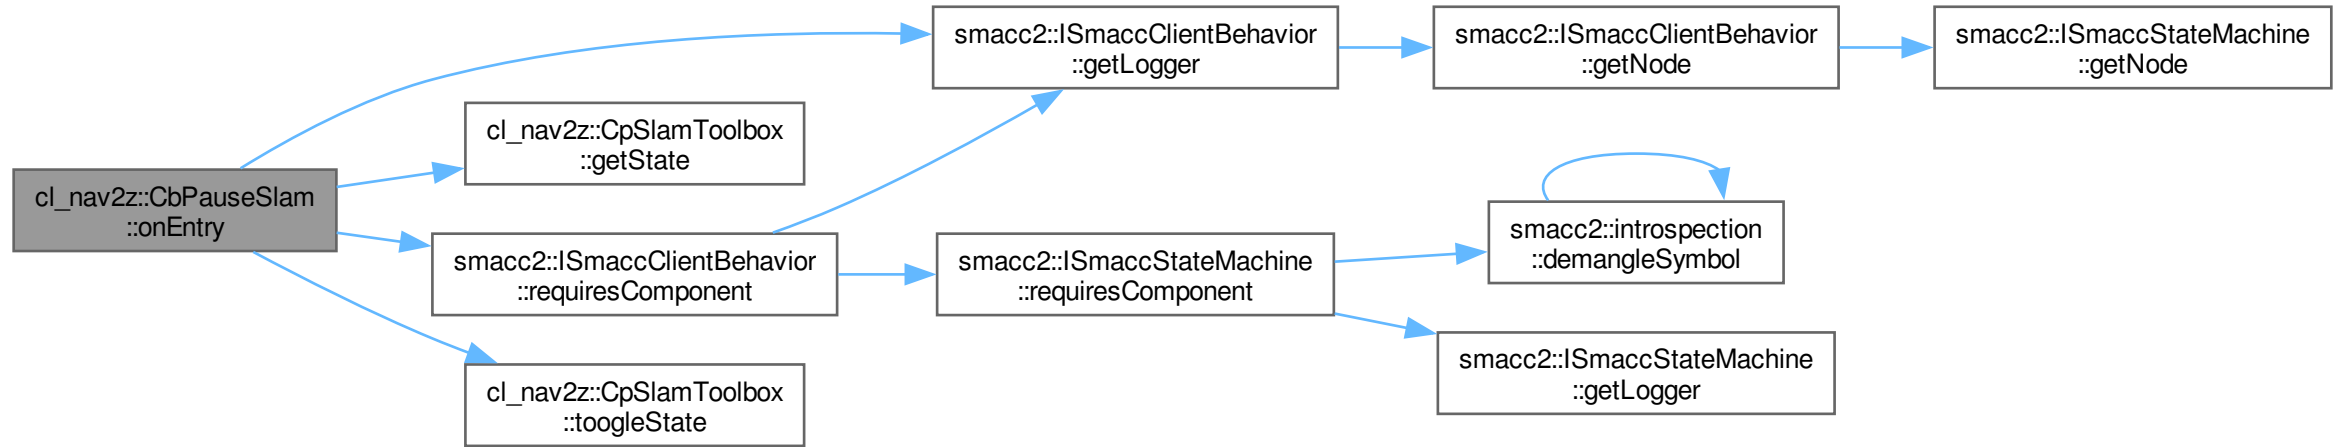 cl_nav2z::CbPauseSlam
::onEntry
smacc2::ISmaccClientBehavior
::getLogger
cl_nav2z::CpSlamToolbox
::getState
smacc2::ISmaccClientBehavior
::requiresComponent
cl_nav2z::CpSlamToolbox
::toogleState
smacc2::ISmaccClientBehavior
::getNode
smacc2::ISmaccStateMachine
::getNode
smacc2::ISmaccStateMachine
::requiresComponent
smacc2::introspection
::demangleSymbol
smacc2::ISmaccStateMachine
::getLogger